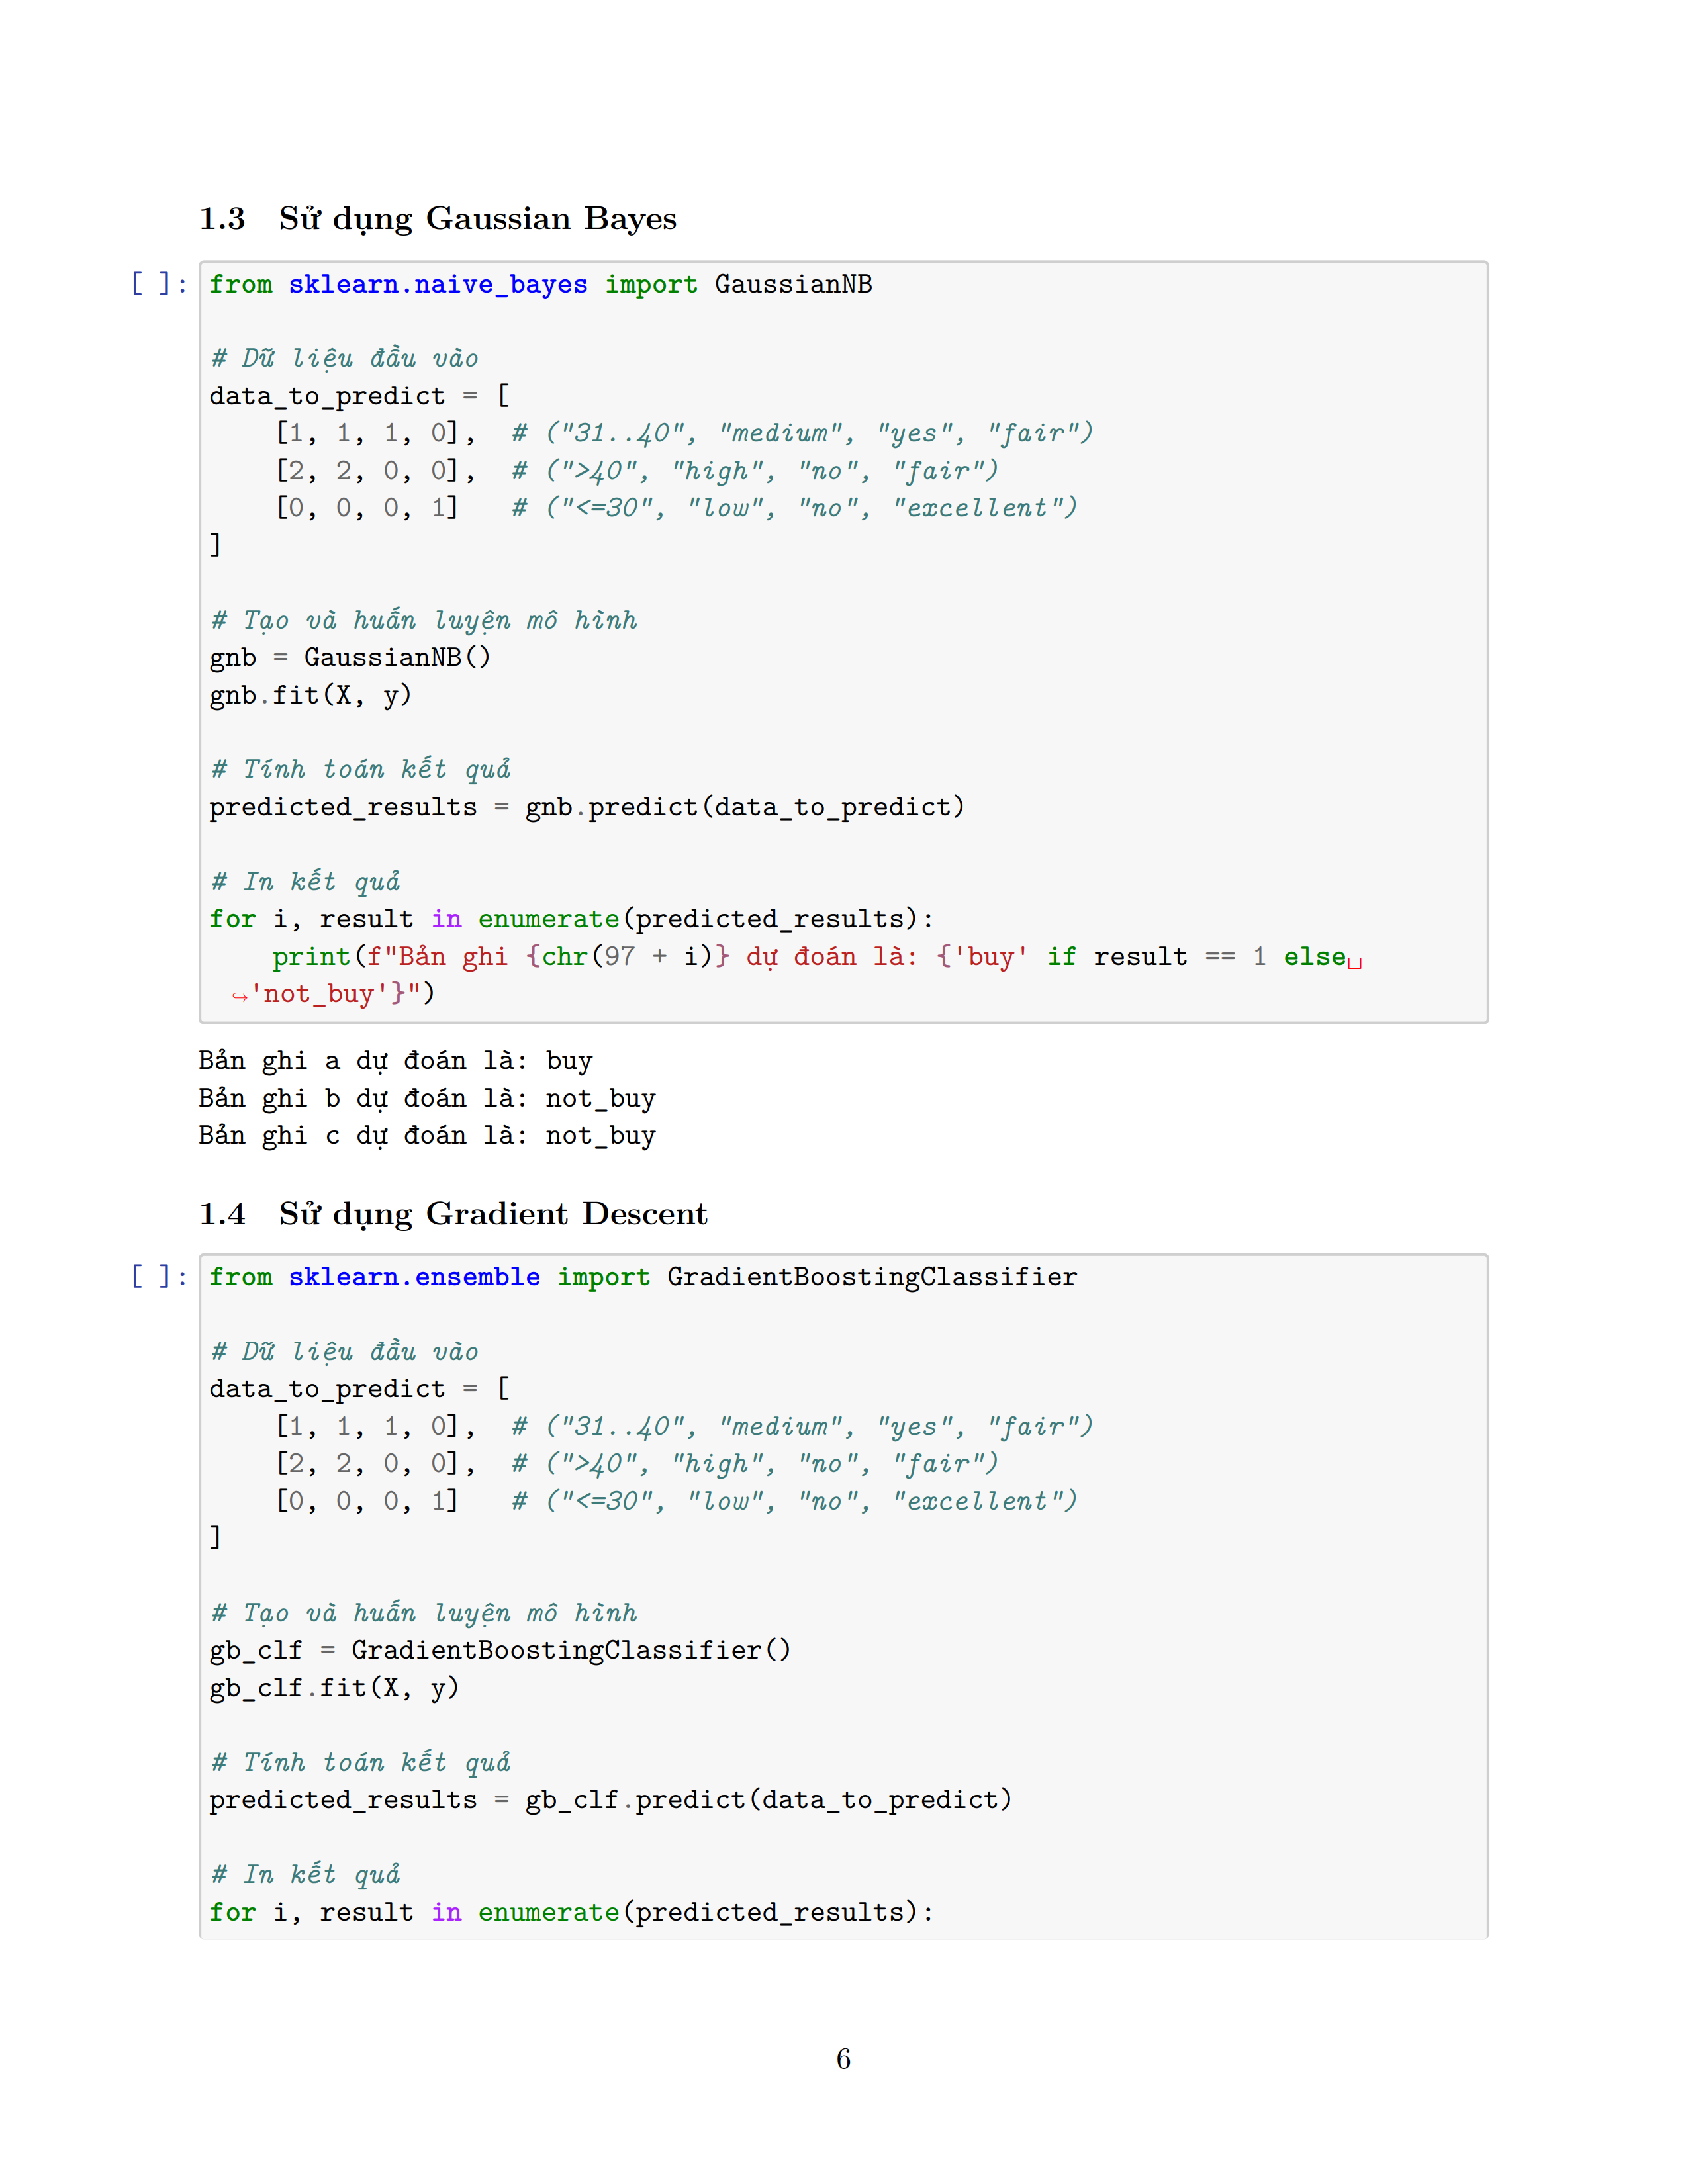 1.3 Sử dụng Gaussian Bayes
[ ]: from sklearn.naive_bayes import GaussianNB
# Dữ liệu đầu vào
data_to_predict = [
    [1, 1, 1, 0],  # ("31..40", "medium", "yes", "fair")
    [2, 2, 0, 0],  # (">40", "high", "no", "fair")
    [0, 0, 0, 1]   # ("<=30", "low", "no", "excellent")
]
# Tạo và huấn luyện mô hình
gnb = GaussianNB()
gnb.fit(X, y)
# Tính toán kết quả
predicted_results = gnb.predict(data_to_predict)
# In kết quả
for i, result in enumerate(predicted_results):
    print(f"Bản ghi {chr(97 + i)} dự đoán là: {'buy' if result == 1 else␣
↪'not_buy'}")
Bản ghi a dự đoán là: buy
Bản ghi b dự đoán là: not_buy
Bản ghi c dự đoán là: not_buy
1.4 Sử dụng Gradient Descent
[ ]: from sklearn.ensemble import GradientBoostingClassifier
# Dữ liệu đầu vào
data_to_predict = [
    [1, 1, 1, 0],  # ("31..40", "medium", "yes", "fair")
    [2, 2, 0, 0],  # (">40", "high", "no", "fair")
    [0, 0, 0, 1]   # ("<=30", "low", "no", "excellent")
]
# Tạo và huấn luyện mô hình
gb_clf = GradientBoostingClassifier()
gb_clf.fit(X, y)
# Tính toán kết quả
predicted_results = gb_clf.predict(data_to_predict)
# In kết quả
for i, result in enumerate(predicted_results):
6